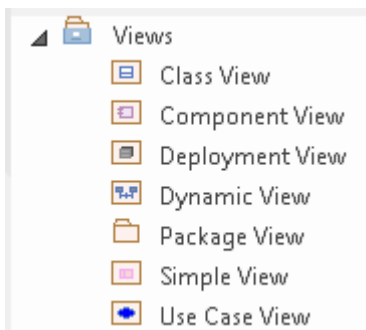 Views
Class View
Component View
Deployment View
Dynamic View
Package View
Simple View
Use Case View